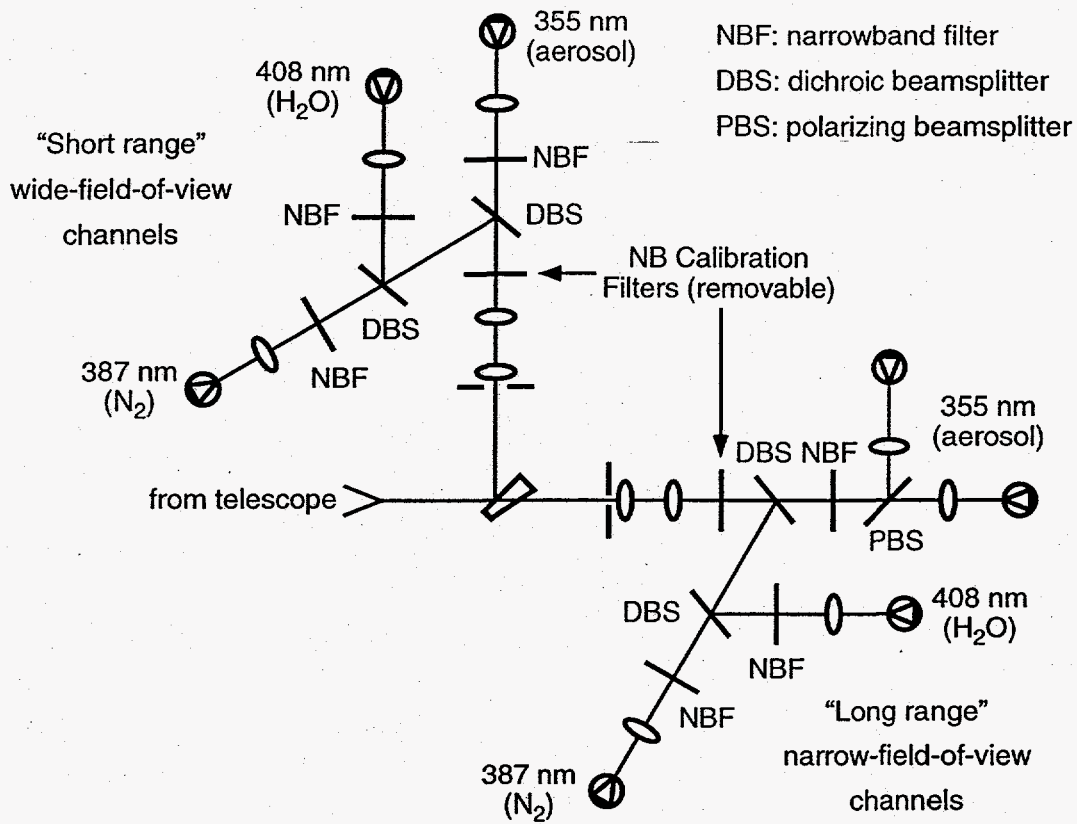 355 nm
(aerosol)
NBF: narrowband filter
DBS: dichroic beamsplitter
PBS: polarizing beamsplitter
408 nm
(H₂O)
"Short range"
wide-field-of-view
channels
NBF
NBF
DBS
NB Calibration
Filters (removable)
DBS
NBF
387 nm
(N₂)
355 nm
(aerosol)
DBS NBF
from telescope
PBS
DBS
408 nm
(H₂O)
NBF
NBF
"Long range"
narrow-field-of-view
channels
387 nm
(N₂)